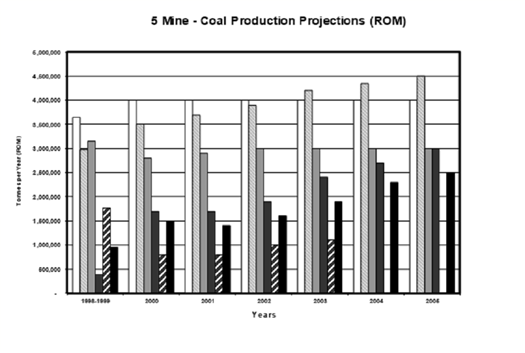 5 Mine - Coal Production Projections (ROM)
5,000,000
4,500,000
4,000,000
3,500,000
3,000,000
2,500,000
2,000,000
1,500,000
1,000,000
500,000
-
Tonnes per Year (ROM)
1998-1999 2000 2001 2002 2003 2004 2005
Years